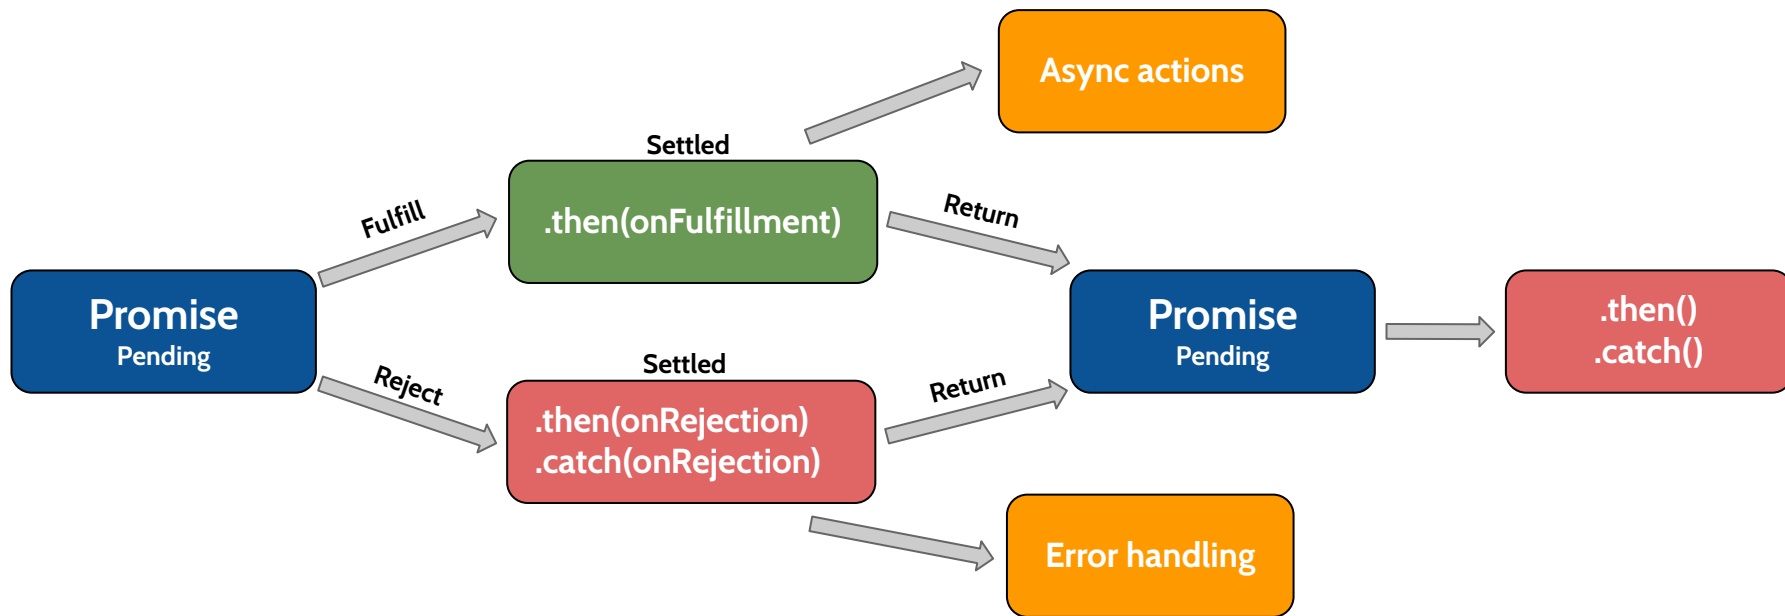 Async actions
Settled
Fulfill
.then(onFulfillment)
Return
Promise
Pending
Promise
Pending
.then()
.catch()
Reject
Settled
.then(onRejection)
.catch(onRejection)
Return
Error handling